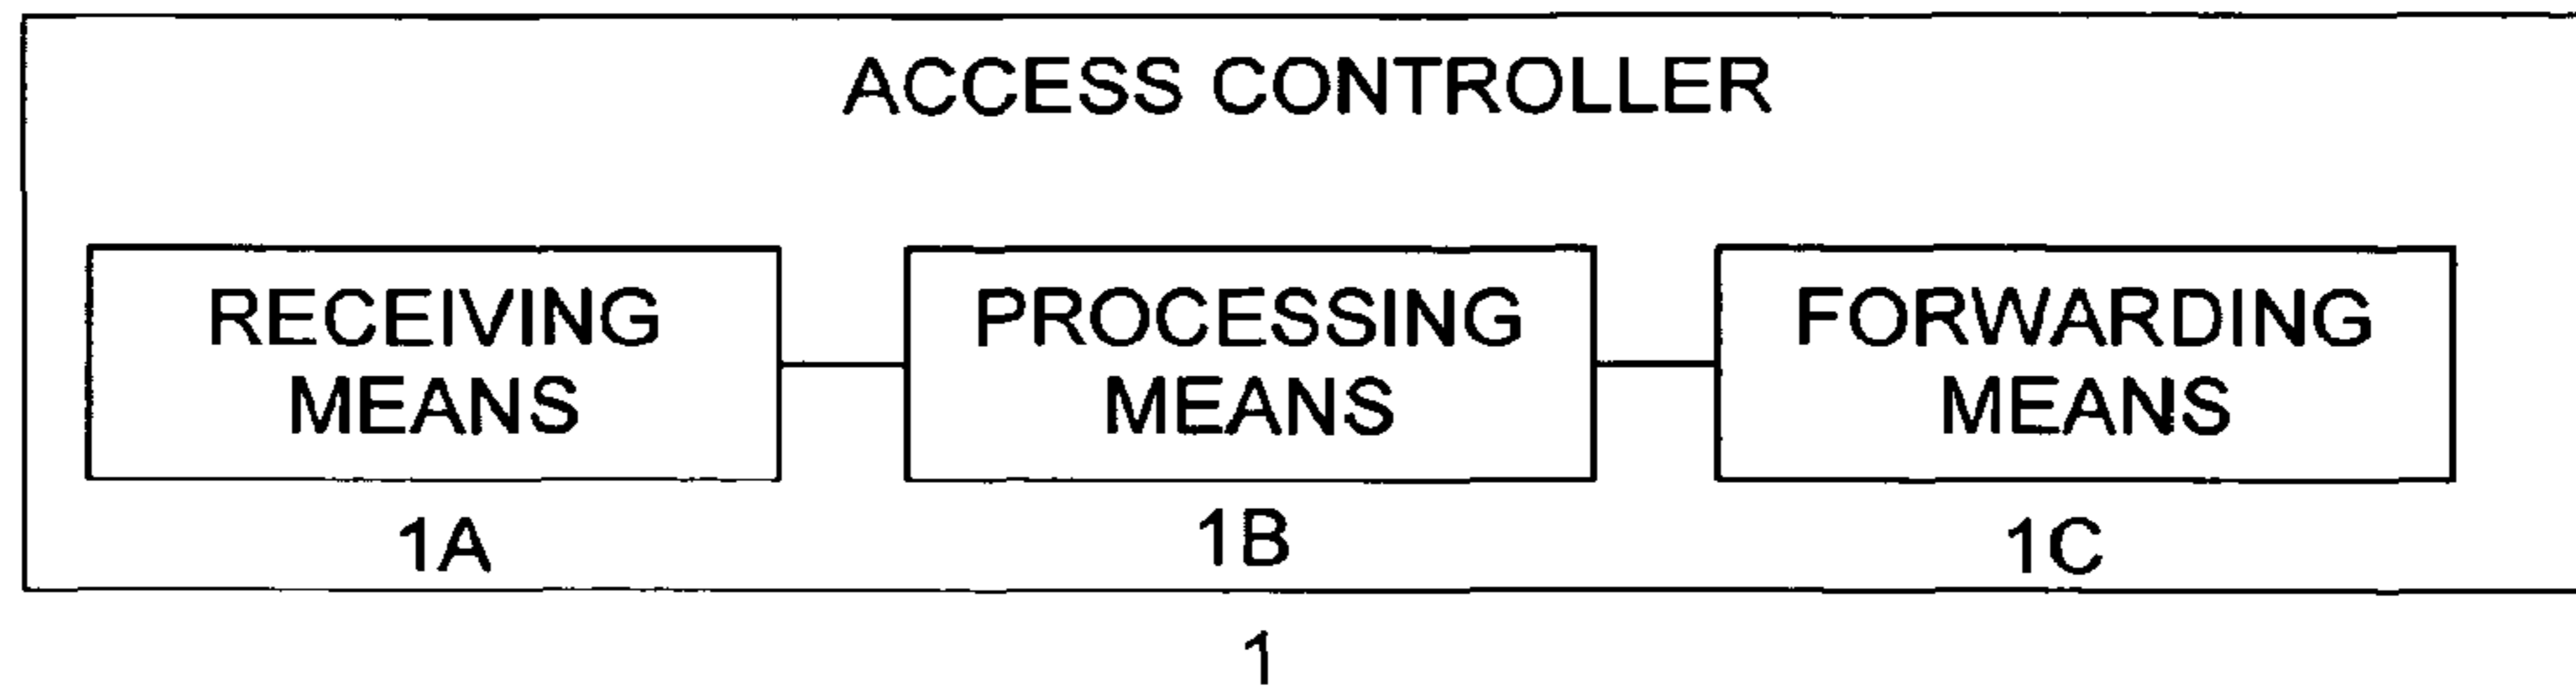 ACCESS CONTROLLER
RECEIVING
MEANS
PROCESSING
MEANS
FORWARDING
MEANS
1A
1B
1C
1